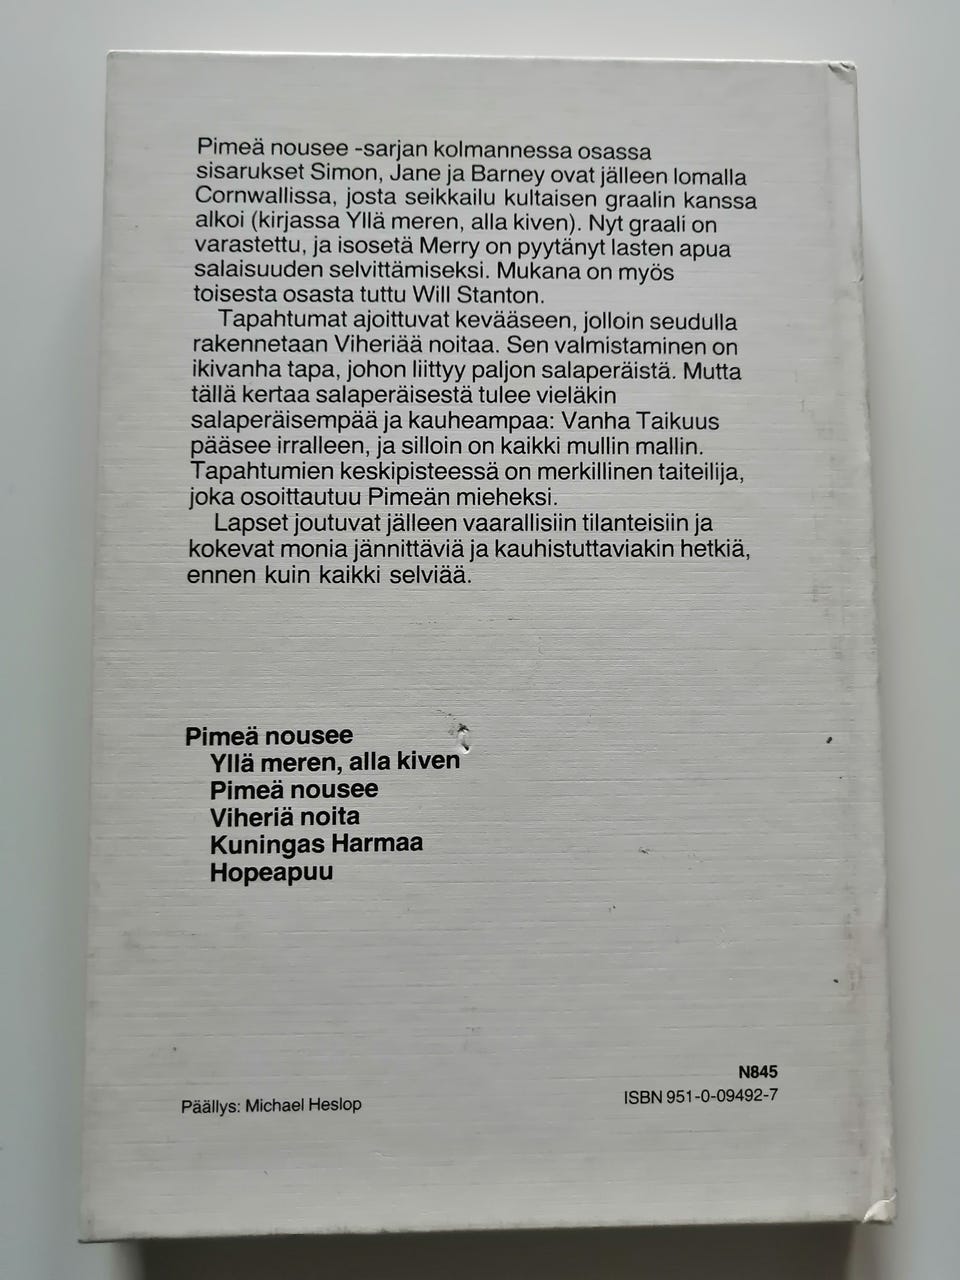 Pimeä nousee -sarjan kolmannessa osassa
sisarukset Simon, Jane ja Barney ovat jälleen lomalla
Cornwallissa, josta seikkailu kultaisen graalin kanssa
alkoi (kirjassa Yllä meren, alla kiven). Nyt graali on
varastettu, ja isosetä Merry on pyytänyt lasten apua
salaisuuden selvittämiseksi. Mukana on myös
toisesta osasta tuttu Will Stanton.
Tapahtumat ajoittuvat kevääseen, jolloin seudulla
rakennetaan Viheriää noitaa. Sen valmistaminen on
ikivanha tapa, johon liittyy paljon salaperäistä. Mutta
tällä kertaa salaperäisestä tulee vieläkin
salaperäisempää ja kauheampaa: Vanha Taikuus
pääsee irralleen, ja silloin on kaikki mullin mallin.
Tapahtumien keskipisteessä on merkillinen taiteilija,
joka osoittautuu Pimeän mieheksi.
Lapset joutuvat jälleen vaarallisiin tilanteisiin ja
kokevat monia jännittäviä ja kauhistuttaviakin hetkiä,
ennen kuin kaikki selviää.
Pimeä nousee
Yllä meren, alla kiven
Pimeä nousee
Viheriä noita
Kuningas Harmaa
Hopeapuu
N845
ISBN 951-0-09492-7
Päällys: Michael Heslop